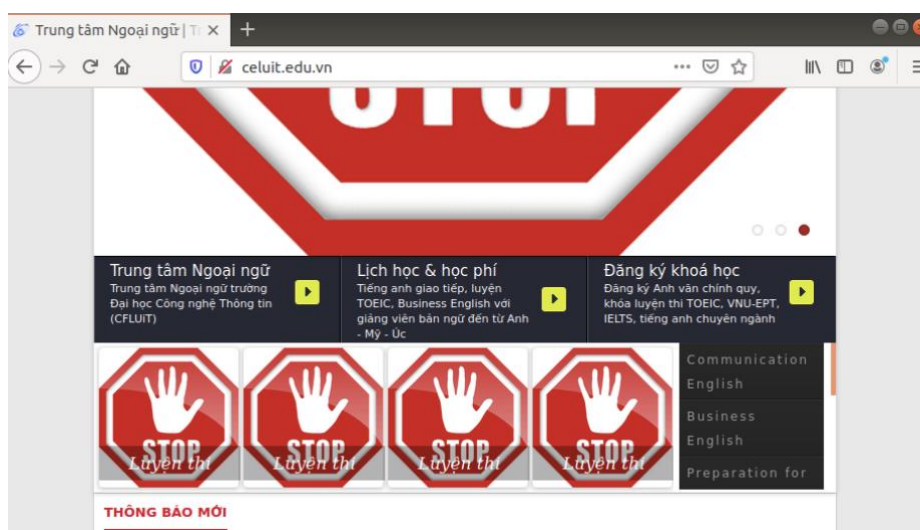 Trung tâm Ngoại ngữ | Tr
celuit.edu.vn
STOP
Trung tâm Ngoại ngữ
Trung tâm Ngoại ngữ trường
Đại học Công nghệ Thông tin
(CFLUiT)
Lịch học & học phí
Tiếng anh giao tiếp, luyện
TOEIC, Business English với
giảng viên bản ngữ đến từ Anh
- Mỹ - Úc
Đăng ký khoá học
Đăng ký Anh văn chính quy,
khóa luyện thi TOEIC, VNU-EPT,
IELTS, tiếng anh chuyên ngành
STOP
Luyện thi
STOP
Luyện thi
STOP
Luyện thi
STOP
Luyện thi
Communication
English
Business
English
Preparation for
THÔNG BÁO MỚI